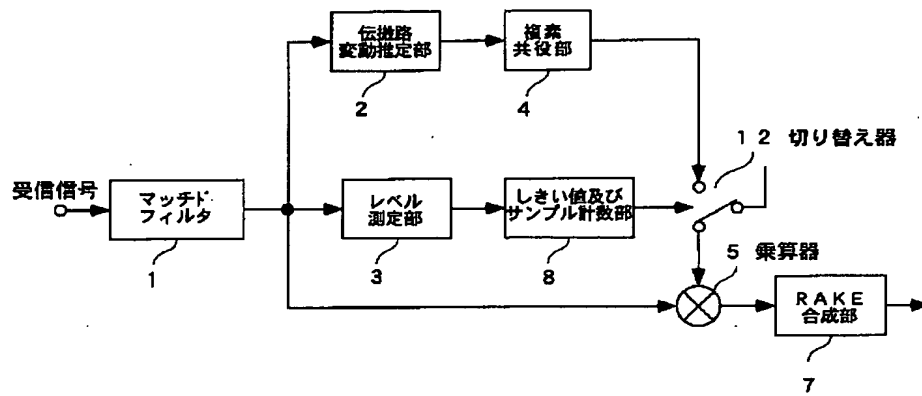 伝搬路
変動推定部
2
複素
共役部
4
12 切り替え器
受信信号
マッチド
フィルタ
1
レベル
測定部
3
しきい値及び
サンプル計数部
8
5 乗算器
RAKE
合成部
7